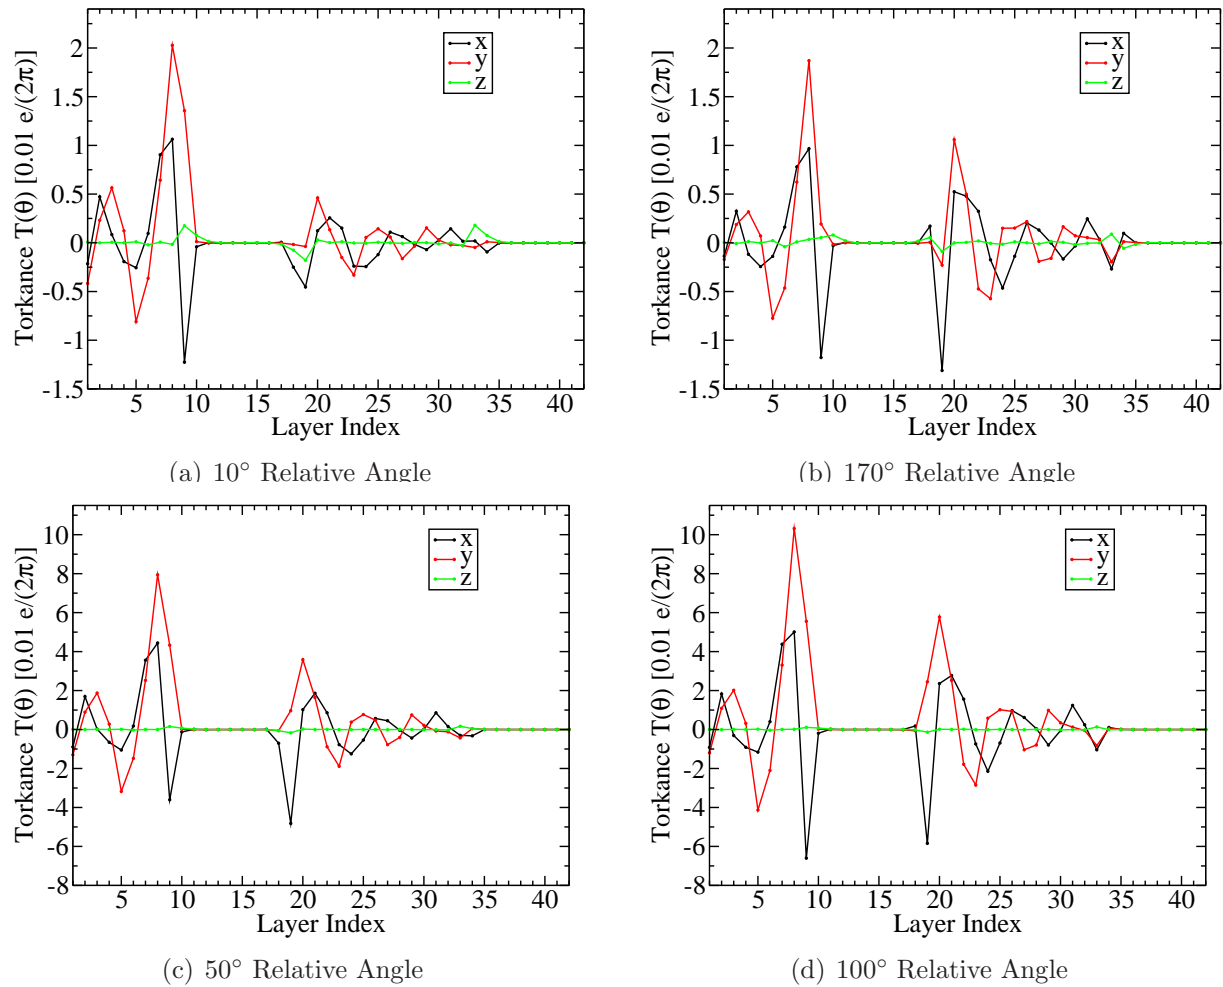 Torkance T(θ) [0.01 e/(2π)]
2
1.5
1
0.5
0
-0.5
-1
-1.5
5 10 15 20 25 30 35 40
Layer Index
x
y
z
(a) 10° Relative Angle
Torkance T(θ) [0.01 e/(2π)]
2
1.5
1
0.5
0
-0.5
-1
-1.5
5 10 15 20 25 30 35 40
Layer Index
x
y
z
(b) 170° Relative Angle
Torkance T(θ) [0.01 e/(2π)]
10
8
6
4
2
0
-2
-4
-6
-8
5 10 15 20 25 30 35 40
Layer Index
x
y
z
(c) 50° Relative Angle
Torkance T(θ) [0.01 e/(2π)]
10
8
6
4
2
0
-2
-4
-6
-8
5 10 15 20 25 30 35 40
Layer Index
x
y
z
(d) 100° Relative Angle